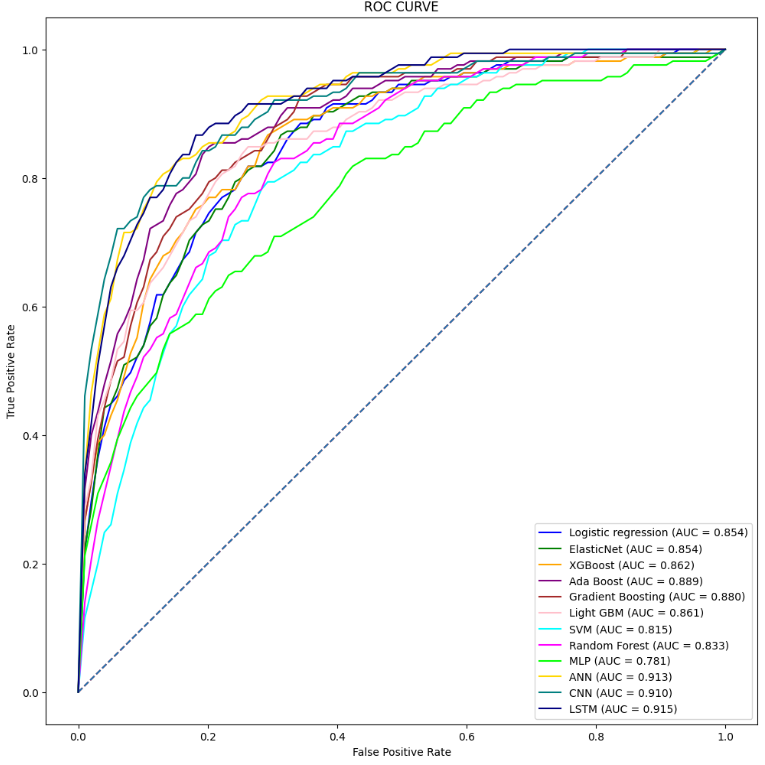 ROC CURVE
1.0
0.8
0.6
0.4
0.2
0.0
True Positive Rate
Logistic regression (AUC = 0.854)
ElasticNet (AUC = 0.854)
XGBoost (AUC = 0.862)
Ada Boost (AUC = 0.889)
Gradient Boosting (AUC = 0.880)
Light GBM (AUC = 0.861)
SVM (AUC = 0.815)
Random Forest (AUC = 0.833)
MLP (AUC = 0.781)
ANN (AUC = 0.913)
CNN (AUC = 0.910)
LSTM (AUC = 0.915)
0.0 0.2 0.4 0.6 0.8 1.0
False Positive Rate